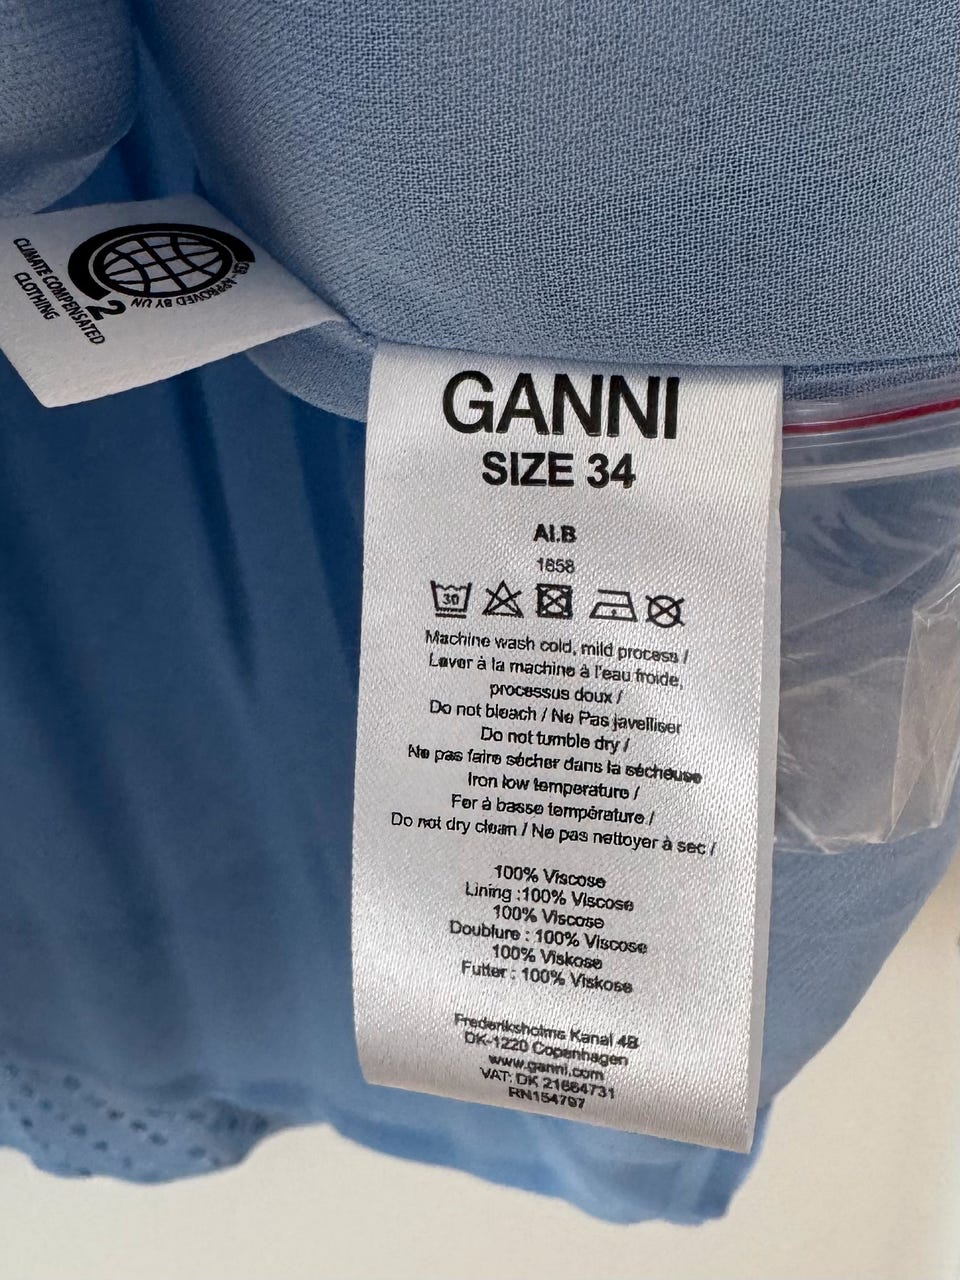 CLIMATE COMPENSATED
CLOTHING
2
APPROVED BY UN
GANNI
SIZE 34
AI.B
1858
30
Machine wash cold, mild process /
Laver à la machine à l'eau froide,
processus doux /
Do not bleach / Ne Pas javelliser
Do not tumble dry /
Ne pas faire sécher dans la sécheuse
Iron low temperature /
Fer à basse température /
Do not dry clean / Ne pas nettoyer à sec /
100% Viscose
Lining :100% Viscose
100% Viscose
Doublure : 100% Viscose
100% Viskose
Futter : 100% Viskose
Frederiksholms Kanal 4B
DK-1220 Copenhagen
www.ganni.com
VAT: DK 21664731
RN154797